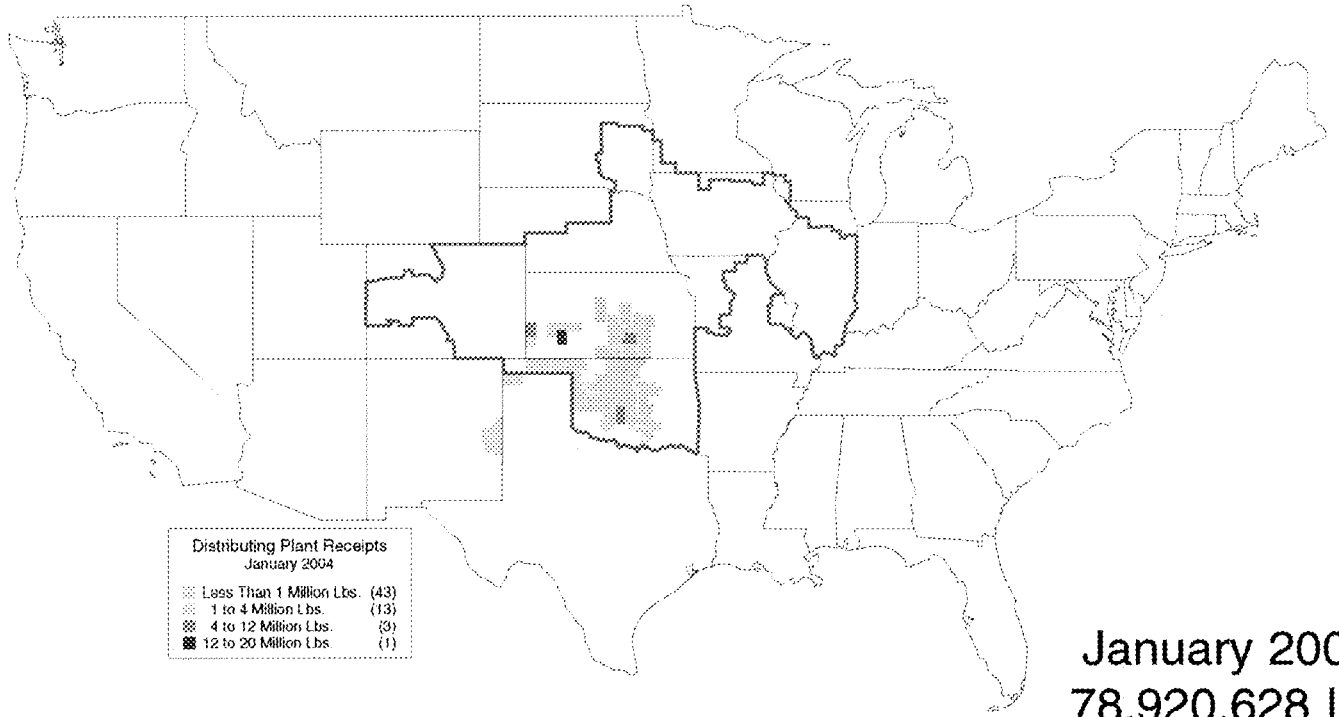 Distributing Plant Receipts
January 2004
Less Than 1 Million Lbs. (43)
1 to 4 Million Lbs. (13)
4 to 12 Million Lbs. (3)
12 to 20 Million Lbs. (1)
January 200
78,920,628 l